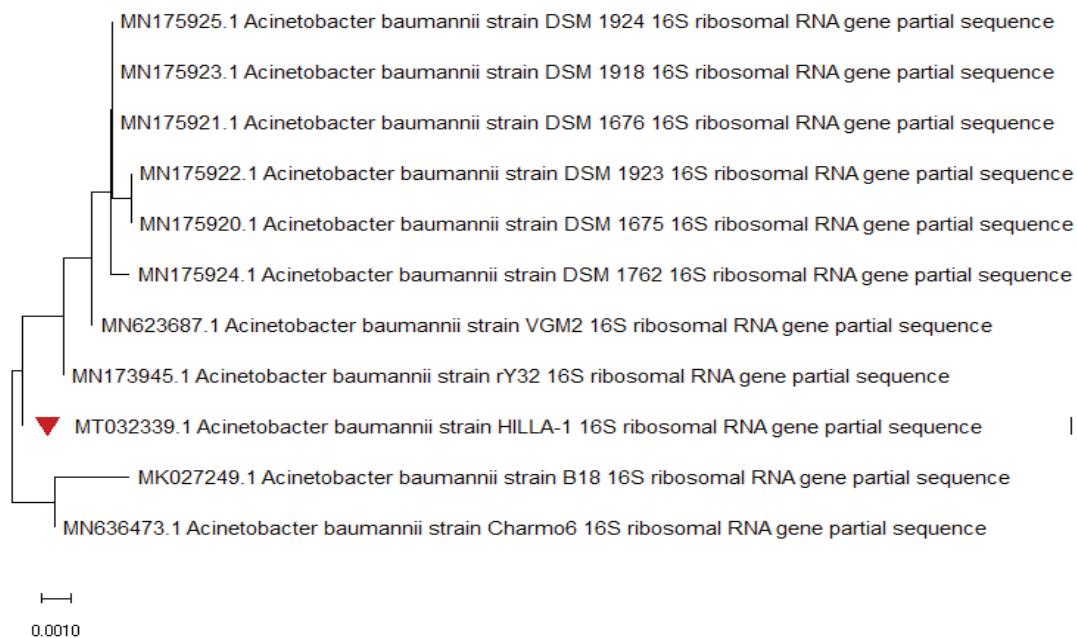 MN175925.1 Acinetobacter baumannii strain DSM 1924 16S ribosomal RNA gene partial sequence
MN175923.1 Acinetobacter baumannii strain DSM 1918 16S ribosomal RNA gene partial sequence
MN175921.1 Acinetobacter baumannii strain DSM 1676 16S ribosomal RNA gene partial sequence
MN175922.1 Acinetobacter baumannii strain DSM 1923 16S ribosomal RNA gene partial sequence
MN175920.1 Acinetobacter baumannii strain DSM 1675 16S ribosomal RNA gene partial sequence
MN175924.1 Acinetobacter baumannii strain DSM 1762 16S ribosomal RNA gene partial sequence
MN623687.1 Acinetobacter baumannii strain VGM2 16S ribosomal RNA gene partial sequence
MN173945.1 Acinetobacter baumannii strain rY32 16S ribosomal RNA gene partial sequence
MT032339.1 Acinetobacter baumannii strain HILLA-1 16S ribosomal RNA gene partial sequence
MK027249.1 Acinetobacter baumannii strain B18 16S ribosomal RNA gene partial sequence
MN636473.1 Acinetobacter baumannii strain Charmo6 16S ribosomal RNA gene partial sequence
0.0010